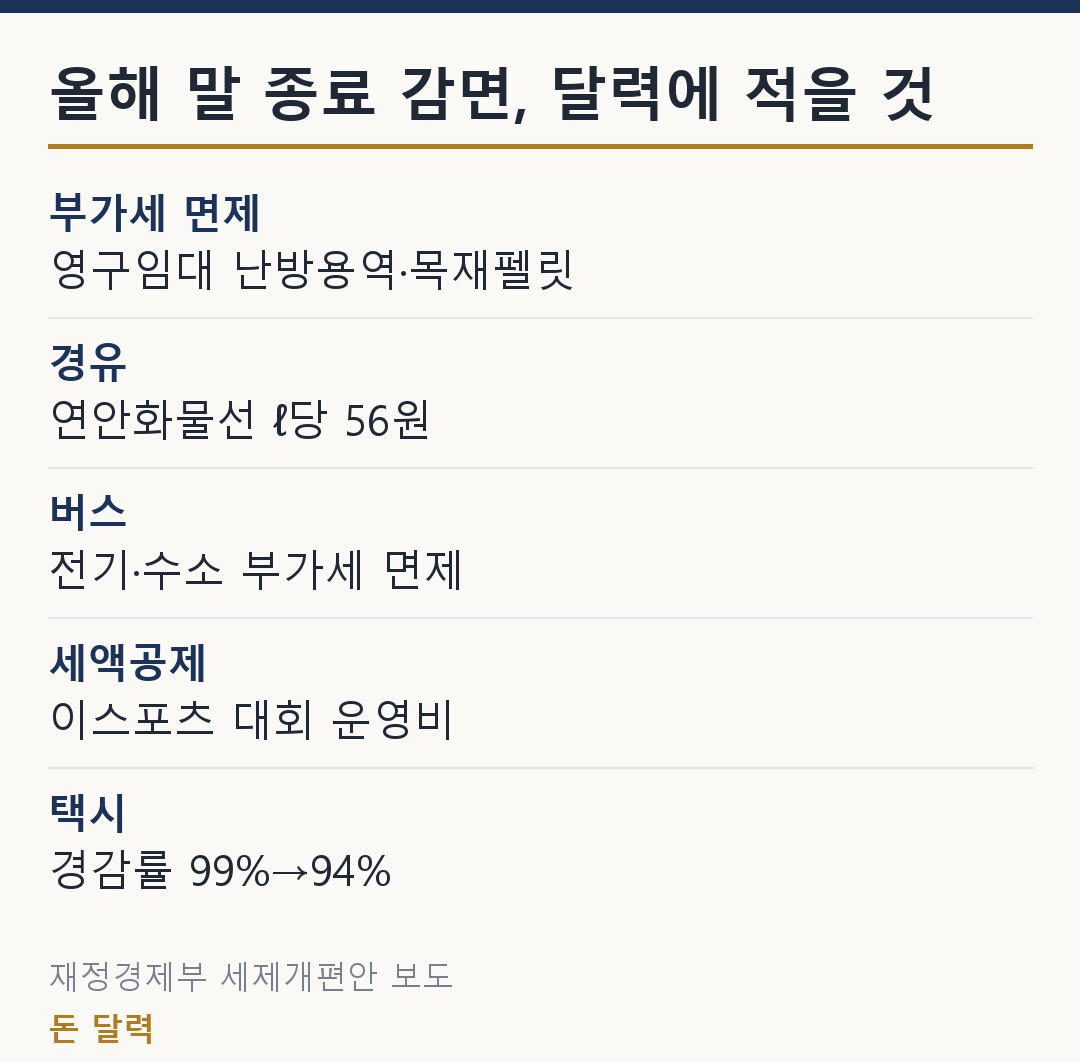 올해 말 종료 감면, 달력에 적을 것
부가세 면제
영구임대 난방용역·목재펠릿
경유
연안화물선 ℓ당 56원
버스
전기·수소 부가세 면제
세액공제
이스포츠 대회 운영비
택시
경감률 99%→94%
재정경제부 세제개편안 보도
돈 달력